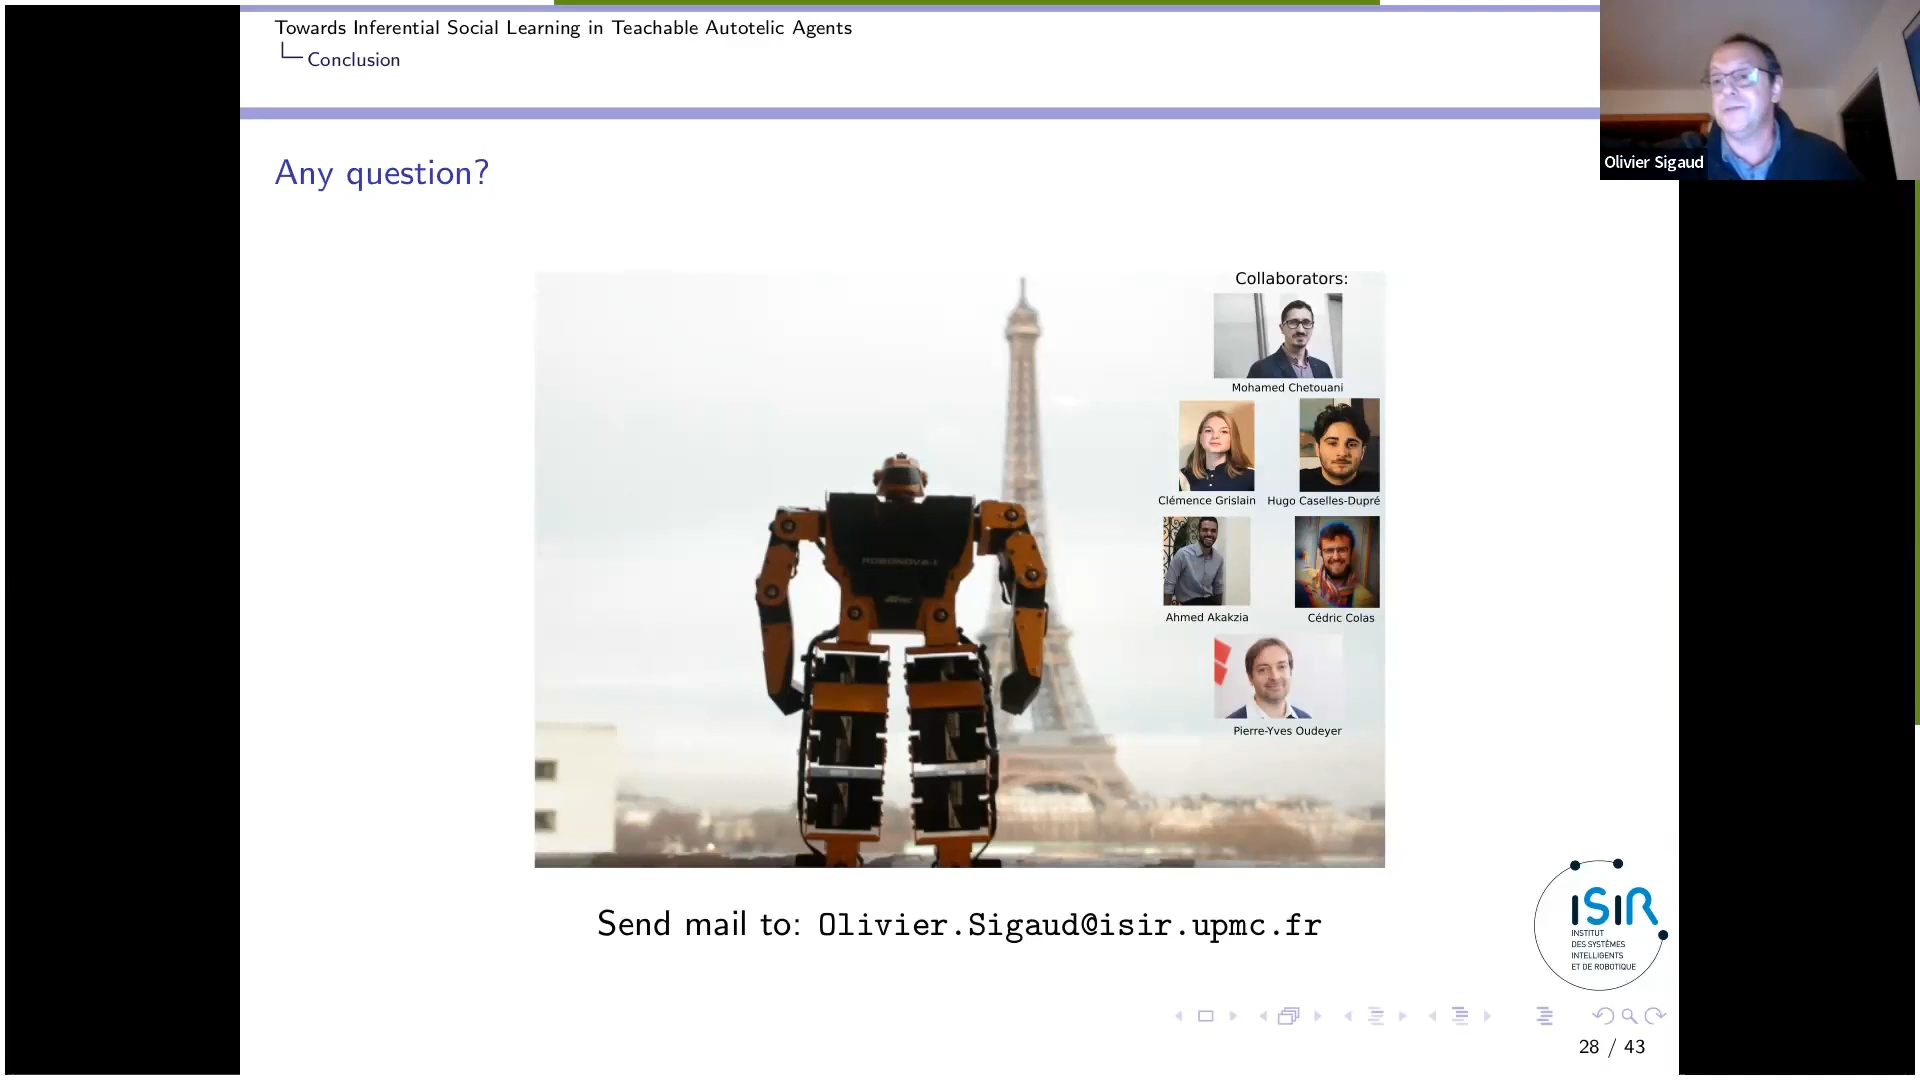 Towards Inferential Social Learning in Teachable Autotelic Agents
Conclusion
Olivier Sigaud
Any question?
Collaborators:
Mohamed Chetouani
Clémence Grislain
Hugo Caselles-Dupré
ROBONOVA-I
Ahmed Akakzia
Cédric Colas
Pierre-Yves Oudeyer
Send mail to: Olivier.Sigaud@isir.upmc.fr
ISIR
INSTITUT
DES SYSTÈMES
INTELLIGENTS
ET DE ROBOTIQUE
28 / 43